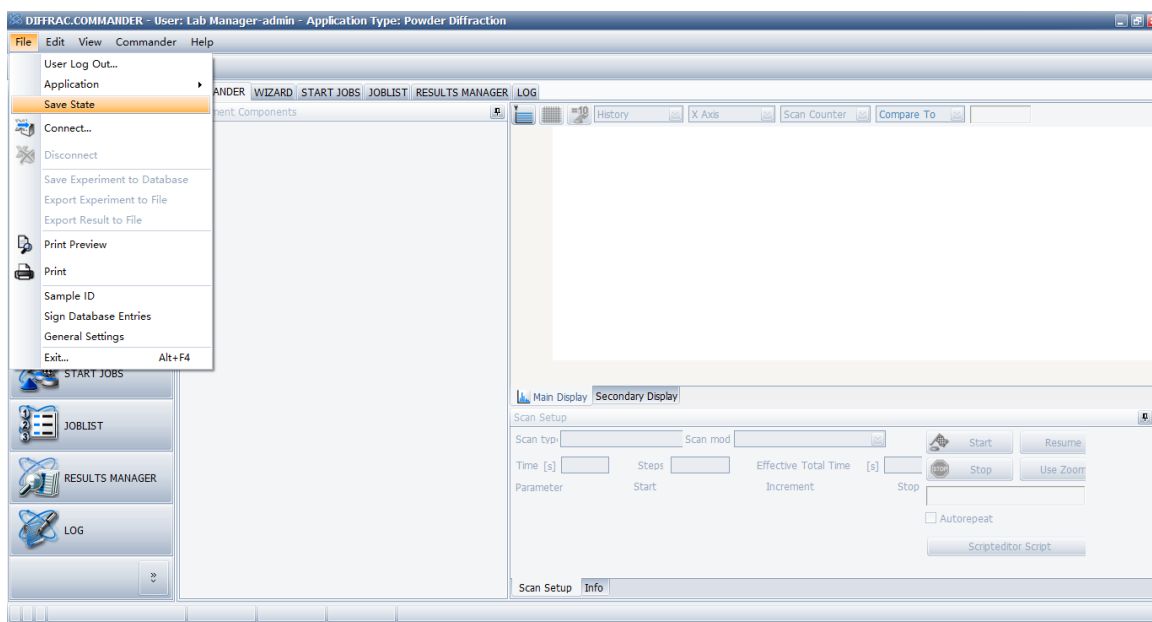 DIFFRAC.COMMANDER - User: Lab Manager-admin - Application Type: Powder Diffraction
File Edit View Commander Help
User Log Out...
Application
Save State
Connect...
Disconnect
Save Experiment to Database
Export Experiment to File
Export Result to File
Print Preview
Print
Sample ID
Sign Database Entries
General Settings
Exit... Alt+F4
START JOBS
JOBLIST
RESULTS MANAGER
LOG
ANDER WIZARD START JOBS JOBLIST RESULTS MANAGER LOG
ment Components
History X Axis Scan Counter Compare To
Main Display Secondary Display
Scan Setup
Scan typ Scan mod
Time [s] Steps Effective Total Time [s]
Parameter Start Increment Stop
Start Resume
Stop Use Zoom
Autorepeat
Scripteditor Script
Scan Setup Info